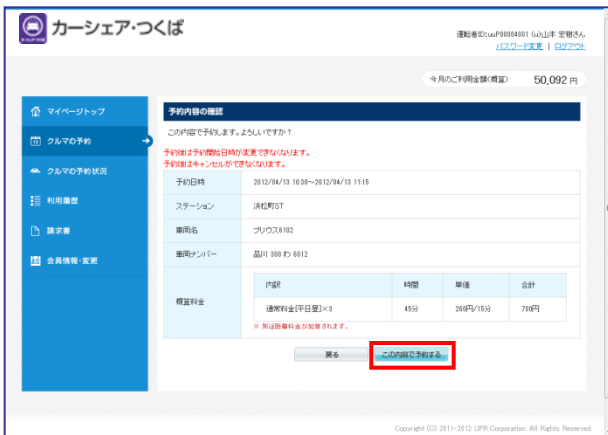 カーシェア・つくば
運転者ID:uuP00004001 (ω)山本 宏樹さん
パスワード変更 | ログアウト
今月のご利用金額(概算) 50,092 円
マイページトップ
クルマの予約
クルマの予約状況
利用履歴
請求書
会員情報・変更
予約内容の確認
この内容で予約します。よろしいですか?
予約後は予約開始日時が変更できなくなります。
予約後はキャンセルができなくなります。
予約日時 2012/04/13 10:30~2012/04/13 11:15
ステーション 浜松町ST
車両名 プリウス6102
車両ナンバー 品川 300 わ 6012
概算料金
内訳 時間 単価 合計
通常料金[平日昼]×3 45分 260円/15分 780円
※ 別途距離料金が加算されます。
戻る この内容で予約する
Copyright (C) 2011-2012 UPR Corporation. All Rights Reserved.